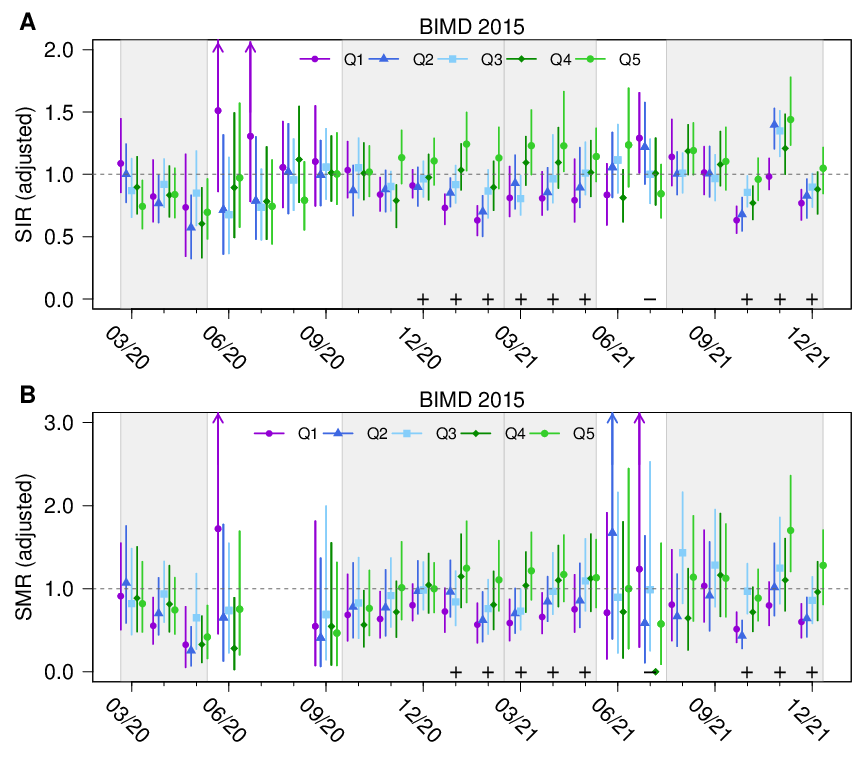 A
BIMD 2015
Q1 Q2 Q3 Q4 Q5
SIR (adjusted)
2.0
1.5
1.0
0.5
0.0
+ + + + + + − + + +
03/20 06/20 09/20 12/20 03/21 06/21 09/21 12/21
B
BIMD 2015
Q1 Q2 Q3 Q4 Q5
SMR (adjusted)
3.0
2.0
1.0
0.0
+ + + + + − + + +
03/20 06/20 09/20 12/20 03/21 06/21 09/21 12/21